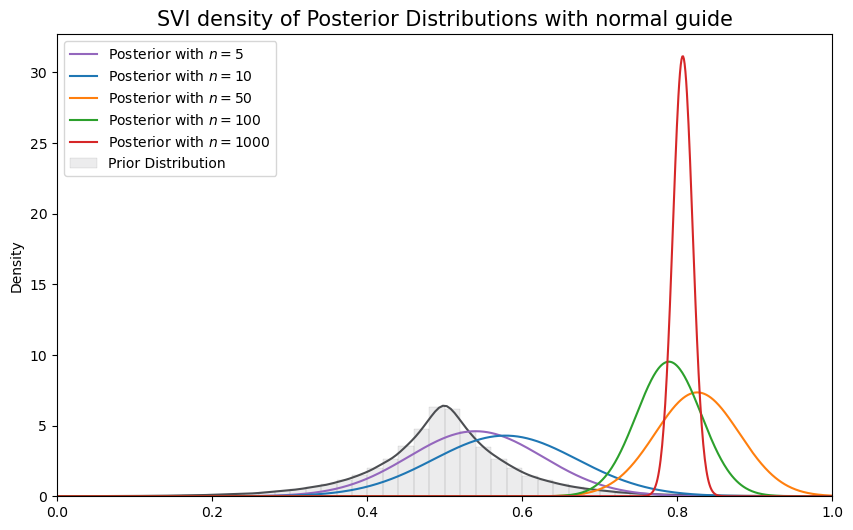 SVI density of Posterior Distributions with normal guide
Posterior with n = 5
Posterior with n = 10
Posterior with n = 50
Posterior with n = 100
Posterior with n = 1000
Prior Distribution
Density
30
25
20
15
10
5
0
0.0 0.2 0.4 0.6 0.8 1.0